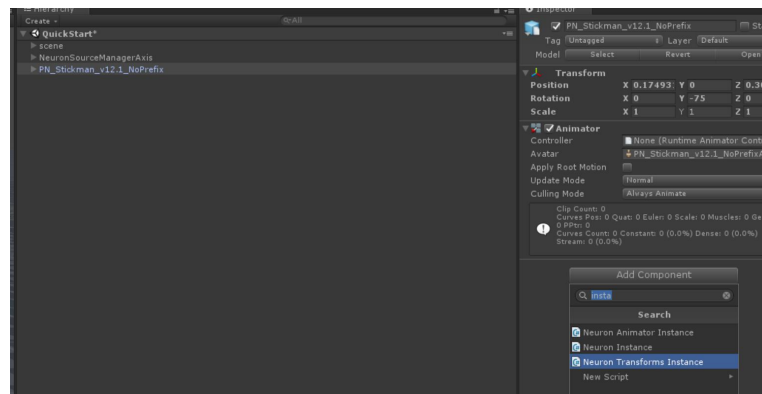 Hierarchy
Create
All
QuickStart*
scene
NeuronSourceManagerAxis
PN_Stickman_v12.1_NoPrefix
Inspector
PN_Stickman_v12.1_NoPrefix St
Tag Untagged Layer Default
Model Select Revert Open
Transform
Position X 0.17493 Y 0 Z 0.30
Rotation X 0 Y -75 Z 0
Scale X 1 Y 1 Z 1
Animator
Controller None (Runtime Animator Cont
Avatar PN_Stickman_v12.1_NoPrefixA
Apply Root Motion
Update Mode Normal
Culling Mode Always Animate
Clip Count: 0
Curves Pos: 0 Quat: 0 Euler: 0 Scale: 0 Muscles: 0 Ge
0 PPtr: 0
Curves Count: 0 Constant: 0 (0.0%) Dense: 0 (0.0%)
Stream: 0 (0.0%)
Add Component
insta
Search
Neuron Animator Instance
Neuron Instance
Neuron Transforms Instance
New Script